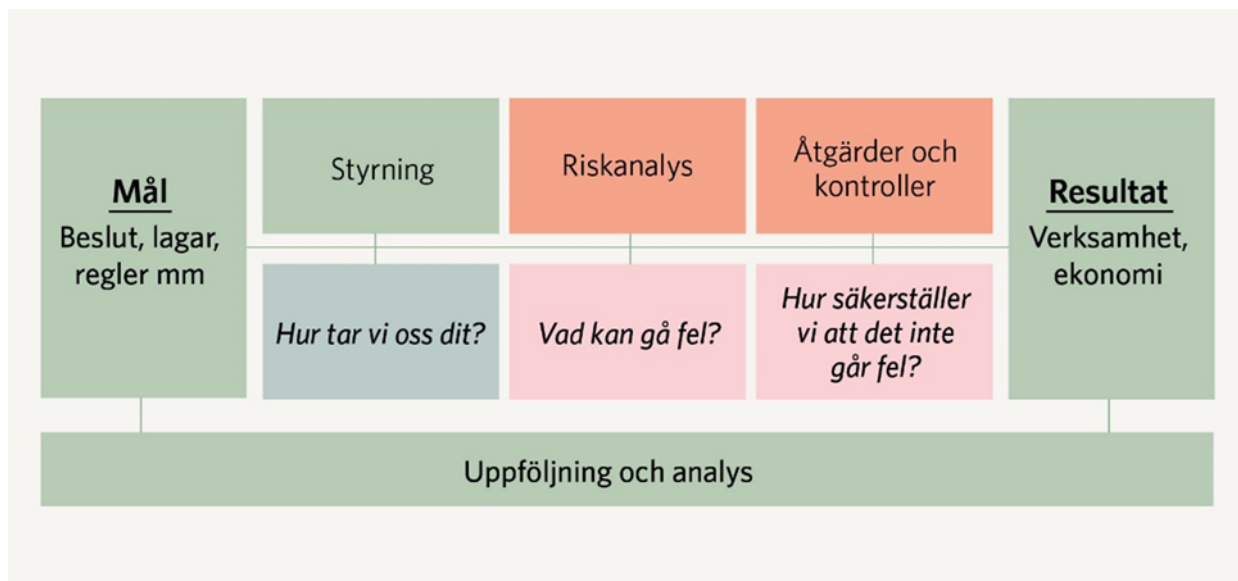 Mål
Beslut, lagar,
regler mm
Styrning
Hur tar vi oss dit?
Riskanalys
Vad kan gå fel?
Åtgärder och
kontroller
Hur säkerställer
vi att det inte
går fel?
Resultat
Verksamhet,
ekonomi
Uppföljning och analys